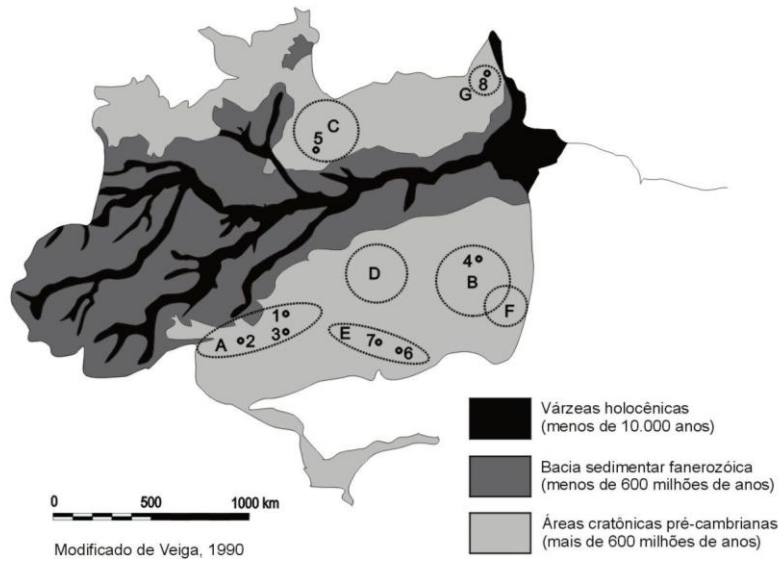 G
8
C
5
D
4
B
F
1
A
2
3
E
7
6
Várzeas holocênicas
(menos de 10.000 anos)
Bacia sedimentar fanerozóica
(menos de 600 milhões de anos)
Áreas cratônicas pré-cambrianas
(mais de 600 milhões de anos)
0 500 1000 km
Modificado de Veiga, 1990